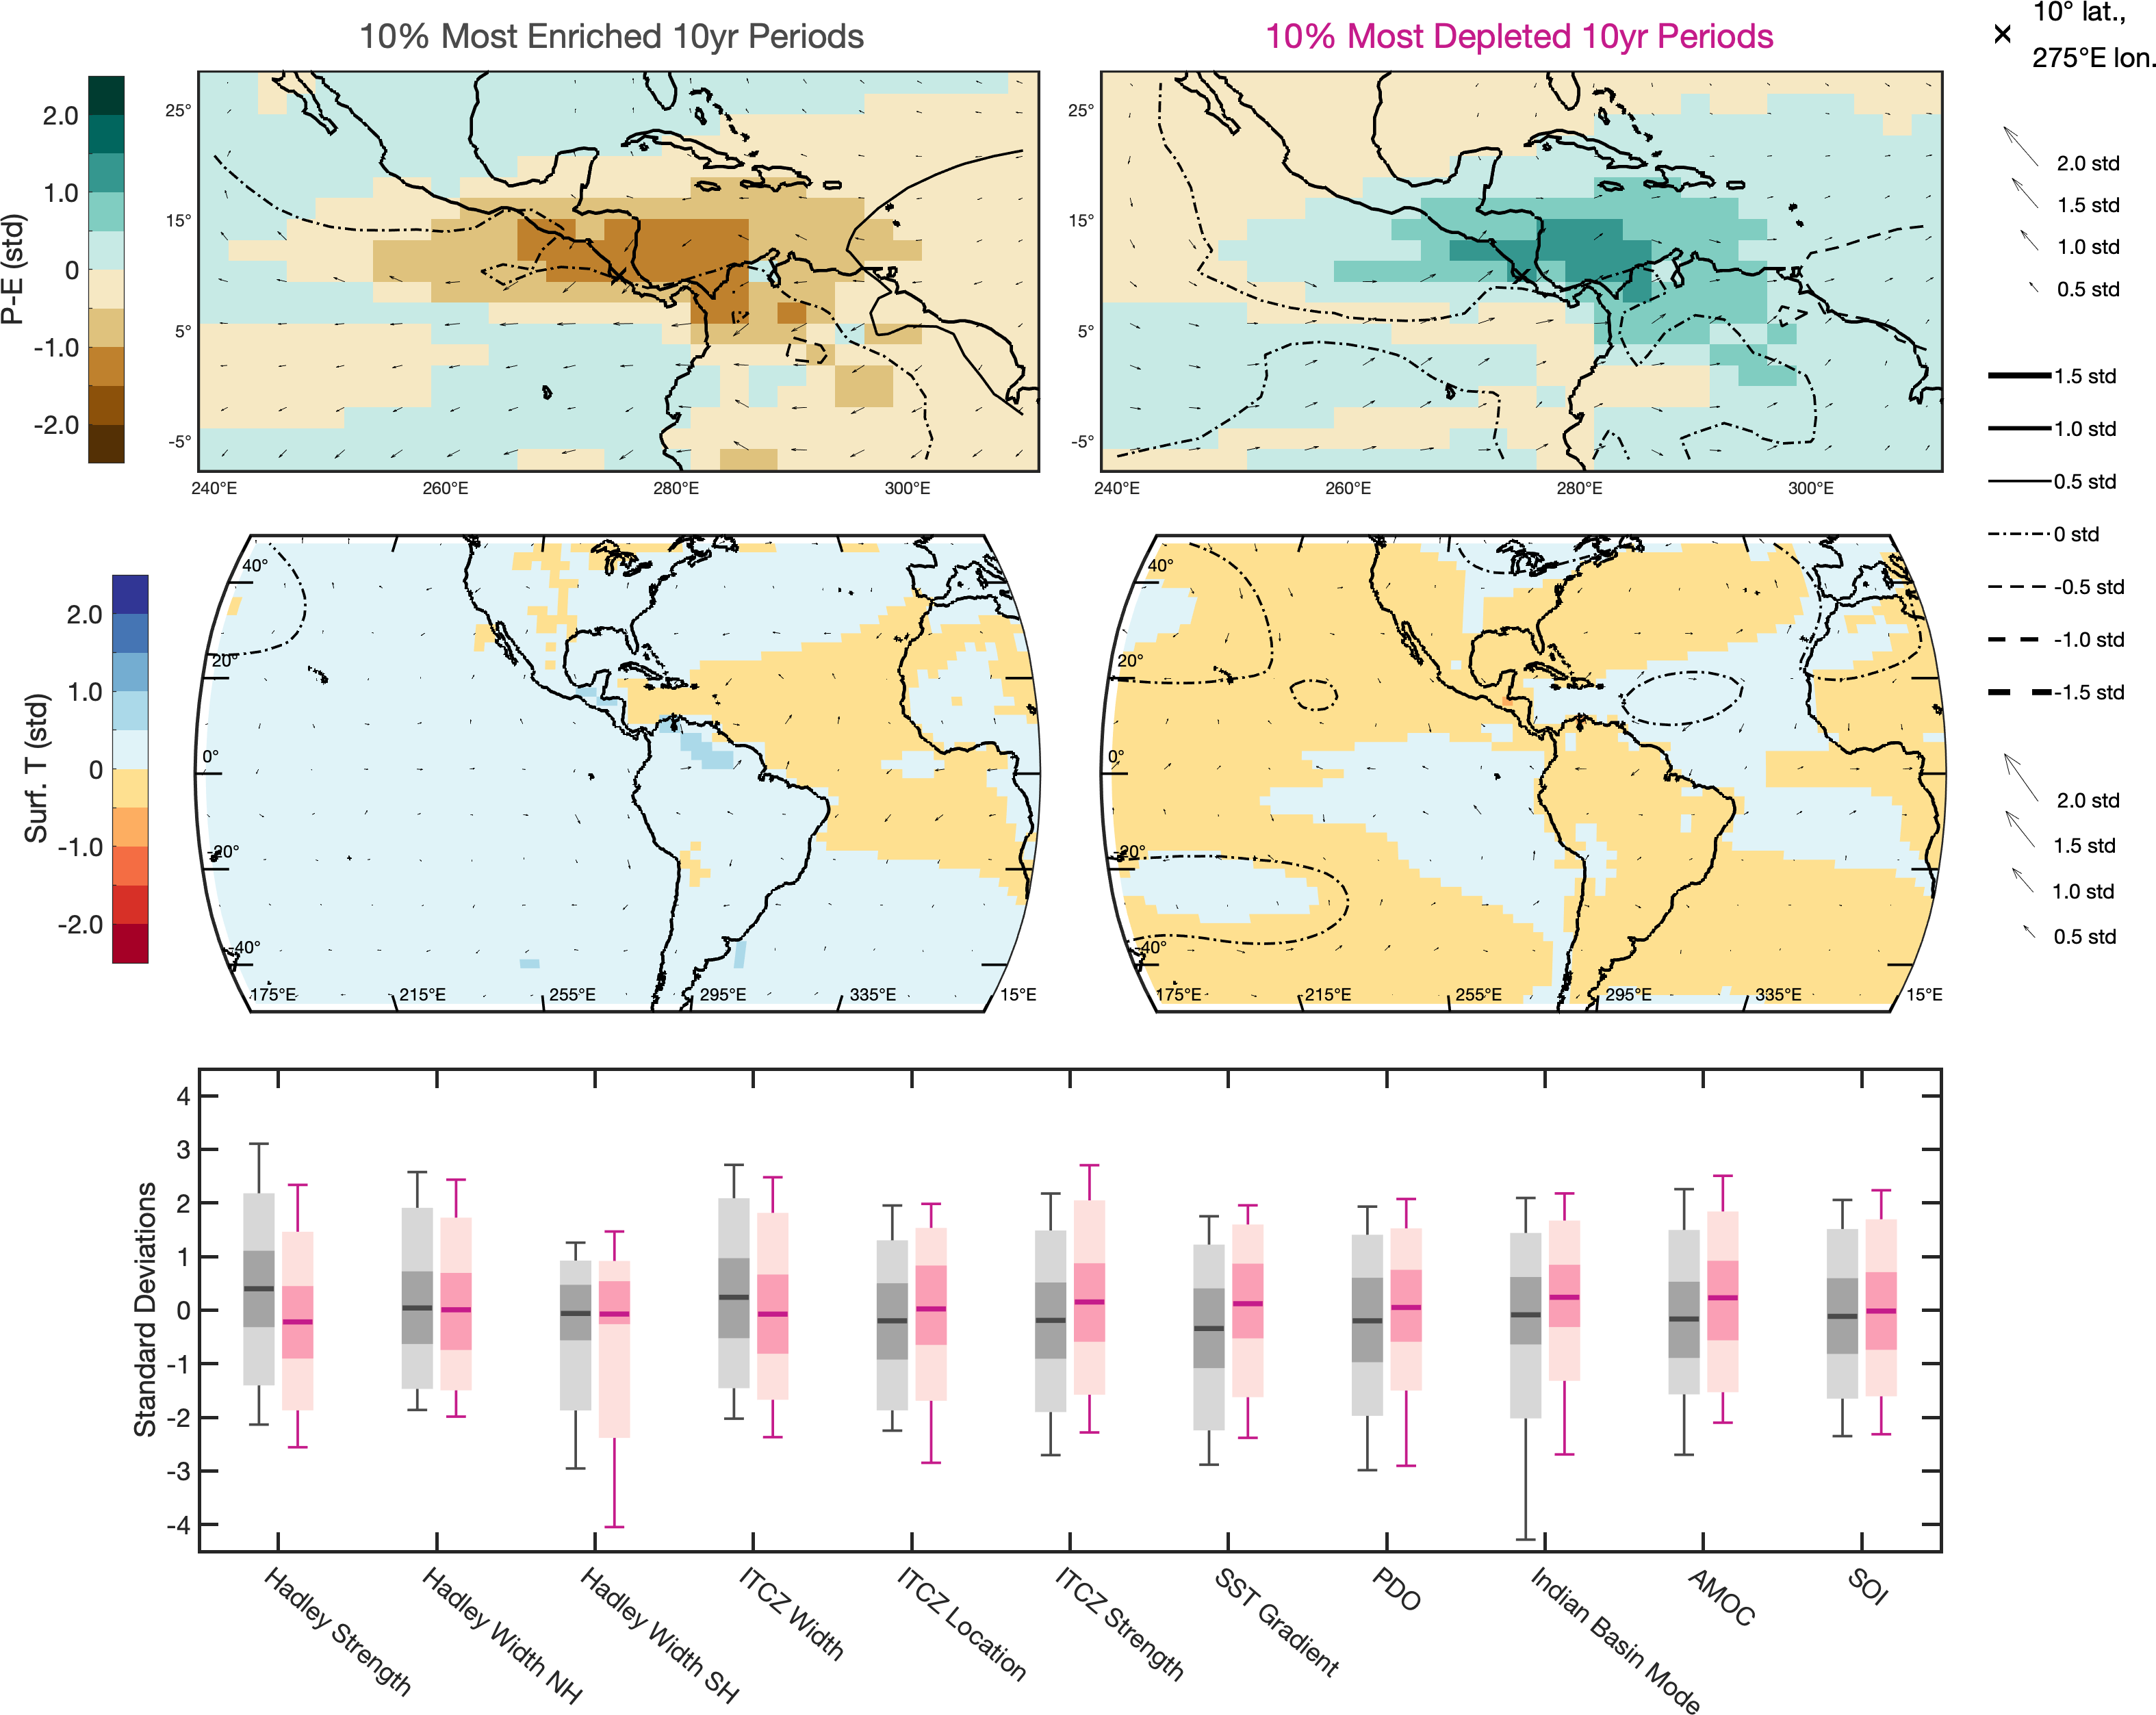 10% Most Enriched 10yr Periods
10% Most Depleted 10yr Periods
10° lat.,
275°E lon.
P-E (std)
2.0
1.0
0
-1.0
-2.0
25°
15°
5°
-5°
240°E
260°E
280°E
300°E
25°
15°
5°
-5°
240°E
260°E
280°E
300°E
2.0 std
1.5 std
1.0 std
0.5 std
1.5 std
1.0 std
0.5 std
0 std
-0.5 std
-1.0 std
-1.5 std
2.0 std
1.5 std
1.0 std
0.5 std
Surf. T (std)
2.0
1.0
0
-1.0
-2.0
40°
20°
0°
-20°
-40°
175°E
215°E
255°E
295°E
335°E
15°E
40°
20°
0°
-20°
-40°
175°E
215°E
255°E
295°E
335°E
15°E
Standard Deviations
4
3
2
1
0
-1
-2
-3
-4
Hadley Strength
Hadley Width NH
Hadley Width SH
ITCZ Width
ITCZ Location
ITCZ Strength
SST Gradient
PDO
Indian Basin Mode
AMOC
SOI